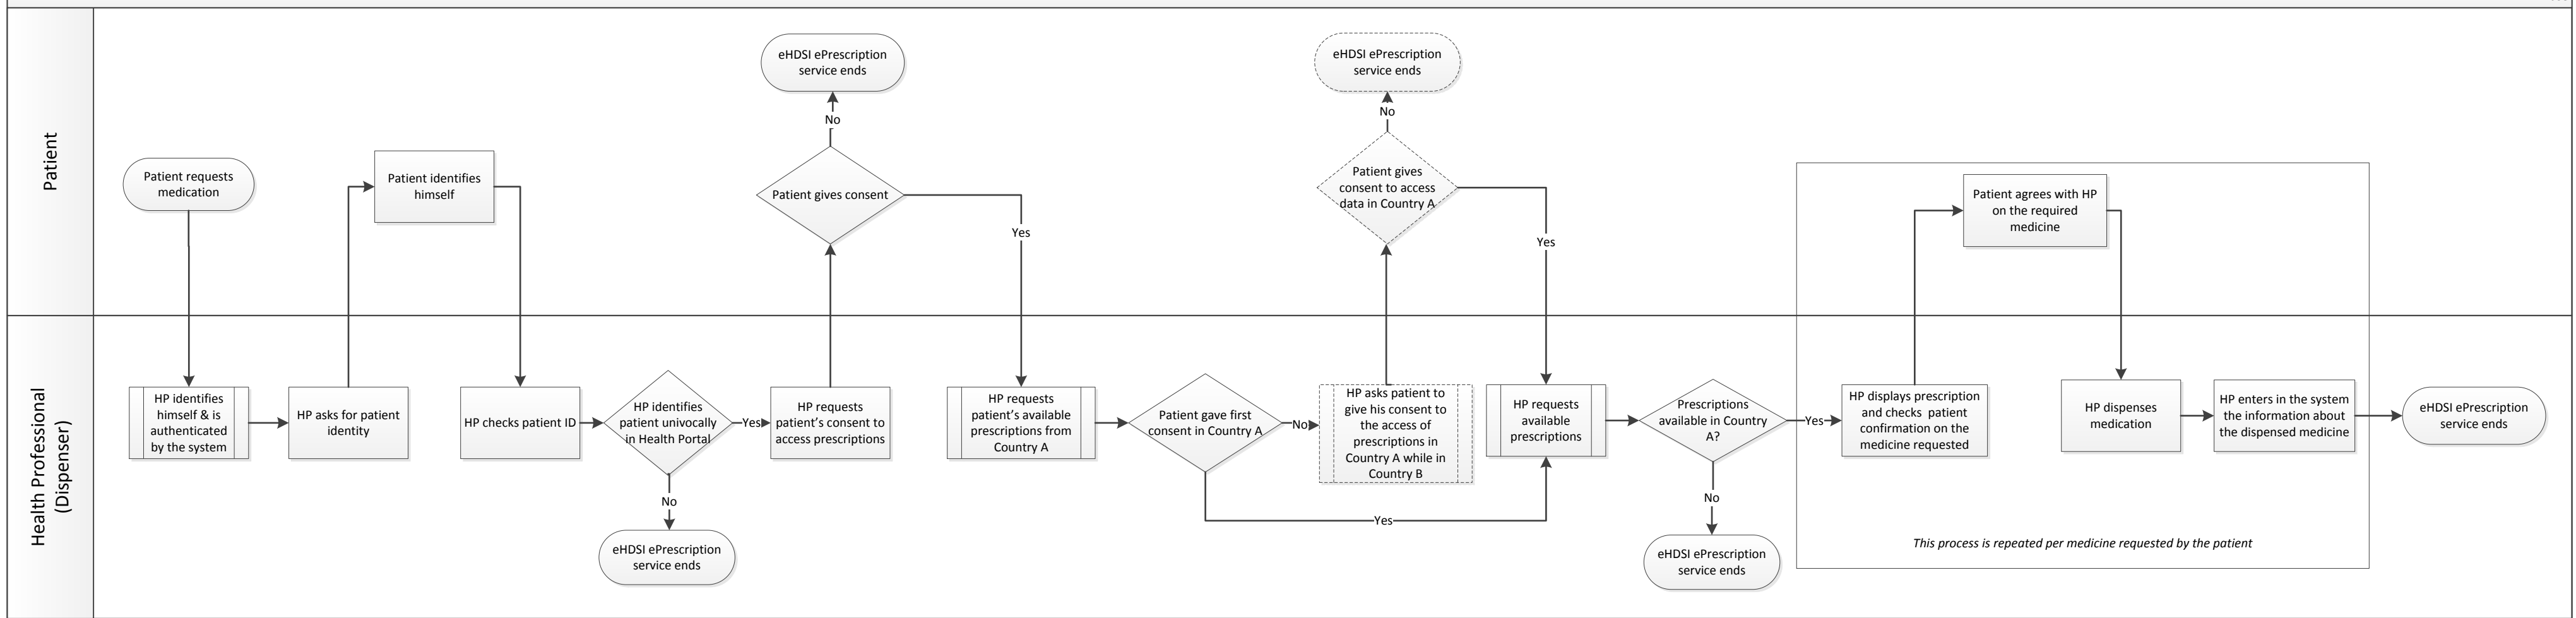 Patient
eHDSI ePrescription
service ends
No
Patient gives consent
Yes
eHDSI ePrescription
service ends
No
Patient gives
consent to access
data in Country A
Yes
Patient requests
medication
Patient identifies
himself
Patient agrees with HP
on the required
medicine
Health Professional
(Dispenser)
HP identifies
himself & is
authenticated
by the system
HP asks for patient
identity
HP checks patient ID
HP identifies
patient univocally
in Health Portal
Yes
No
eHDSI ePrescription
service ends
HP requests
patient’s consent to
access prescriptions
HP requests
patient’s available
prescriptions from
Country A
Patient gave first
consent in Country A
No
Yes
HP asks patient to
give his consent to
the access of
prescriptions in
Country A while in
Country B
HP requests
available
prescriptions
Prescriptions
available in Country
A?
Yes
No
eHDSI ePrescription
service ends
HP displays prescription
and checks patient
confirmation on the
medicine requested
HP dispenses
medication
HP enters in the system
the information about
the dispensed medicine
This process is repeated per medicine requested by the patient
eHDSI ePrescription
service ends